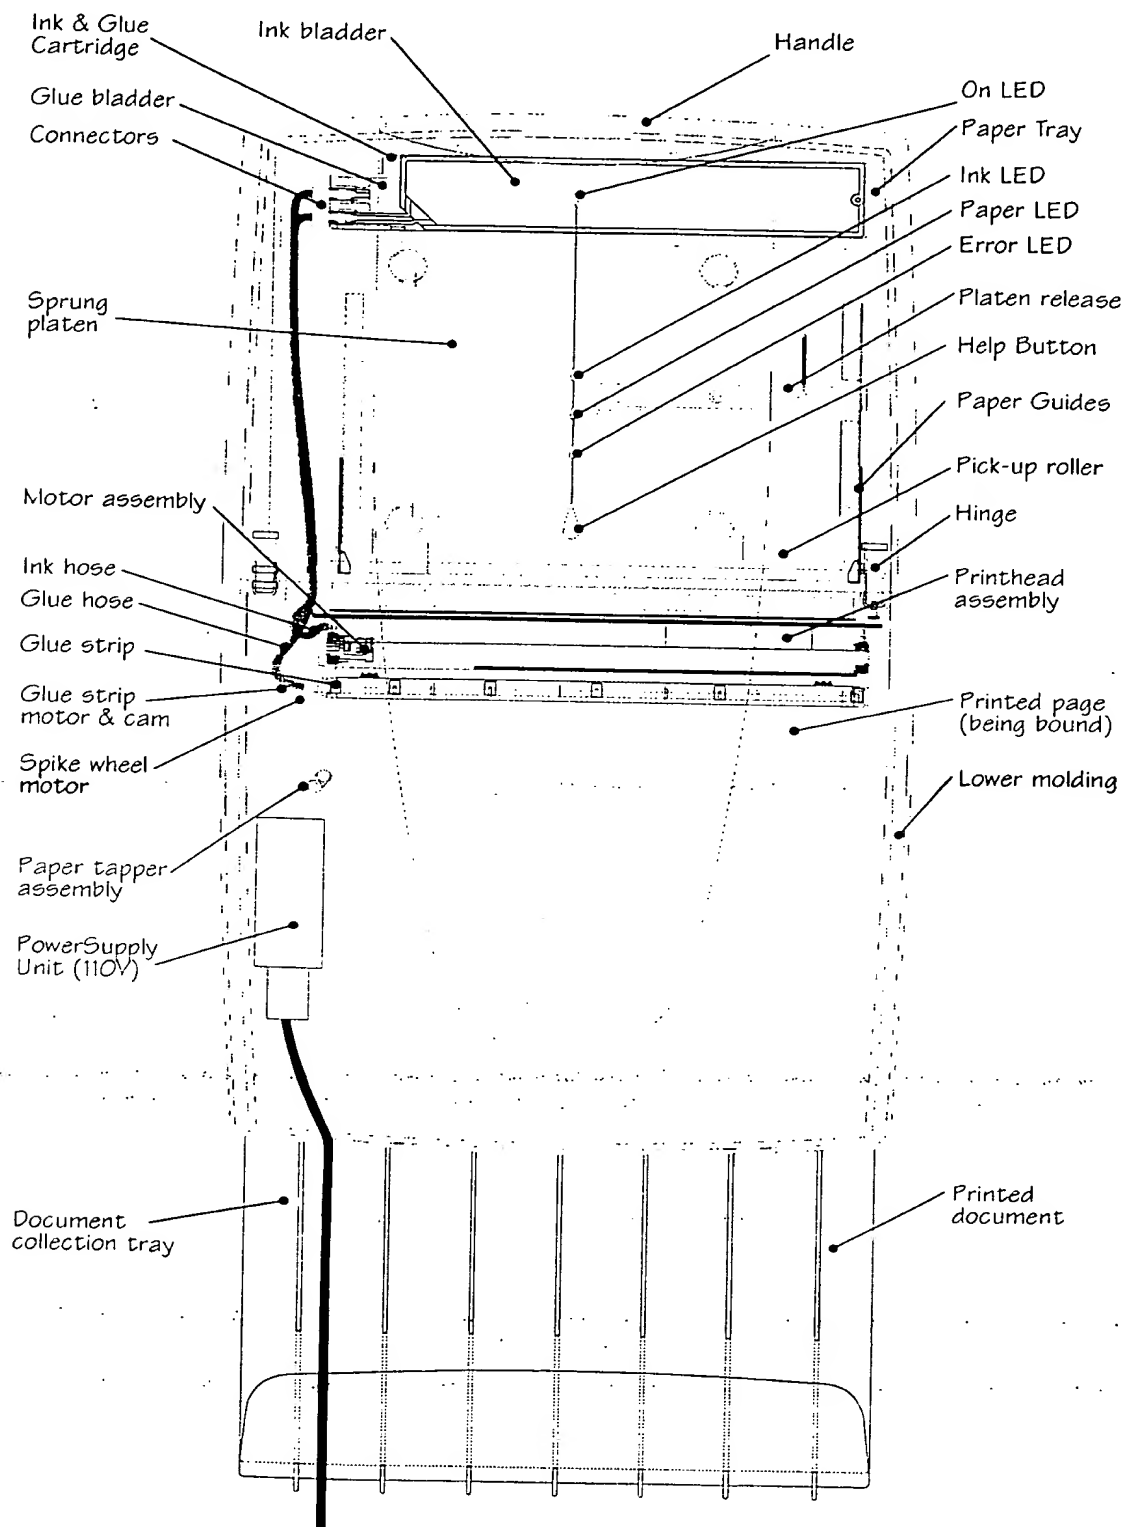 Ink & Glue
Cartridge
Ink bladder
Handle
Glue bladder
Connectors
On LED
Paper Tray
Ink LED
Paper LED
Error LED
Sprung
platen
Platen release
Help Button
Paper Guides
Motor assembly
Pick-up roller
Hinge
Ink hose
Glue hose
Printhead
assembly
Glue strip
Glue strip
motor & cam
Printed page
(being bound)
Spike wheel
motor
Lower molding
Paper tapper
assembly
PowerSupply
Unit (110V)
Document
collection tray
Printed
document